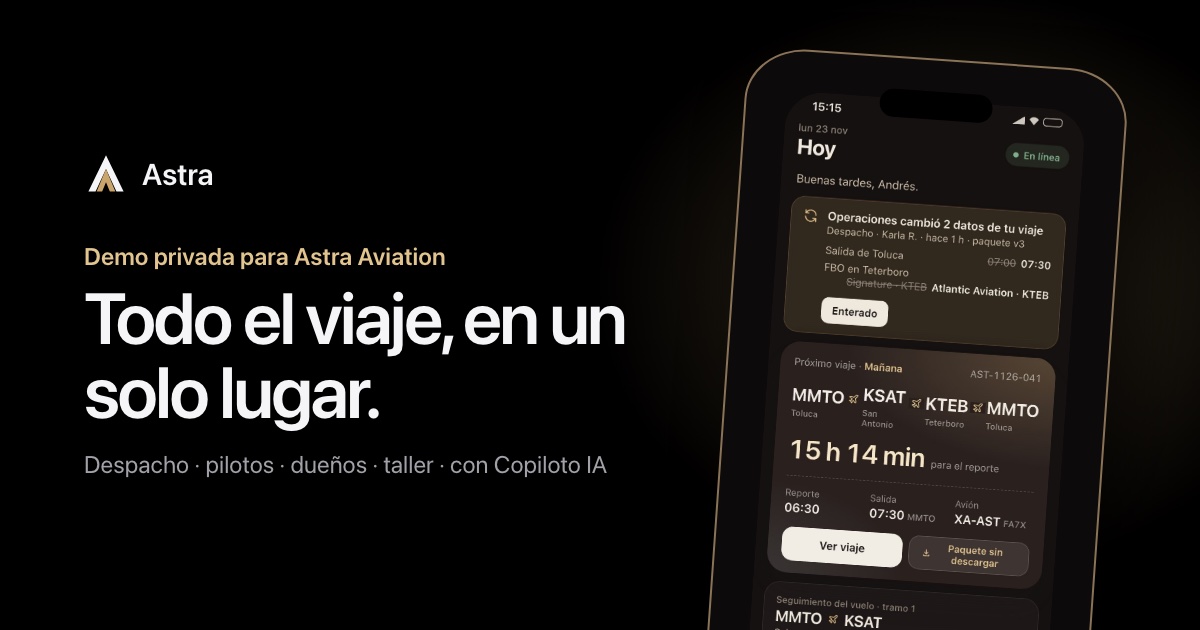 Astra
Demo privada para Astra Aviation
Todo el viaje, en un
solo lugar.
Despacho · pilotos · dueños · taller · con Copiloto IA
15:15
lun 23 nov
Hoy
En línea
Buenas tardes, Andrés.
Operaciones cambió 2 datos de tu viaje
Despacho · Karla R. · hace 1 h · paquete v3
Salida de Toluca 07:00 07:30
FBO en Teterboro
Signature · KTEB Atlantic Aviation · KTEB
Enterado
Próximo viaje · Mañana AST-1126-041
MMTO KSAT KTEB MMTO
Toluca San Antonio Teterboro Toluca
15 h 14 min para el reporte
Reporte Salida Avión
06:30 07:30 MMTO XA-AST FA7X
Ver viaje
Paquete sin
descargar
Seguimiento del vuelo · tramo 1
MMTO KSAT